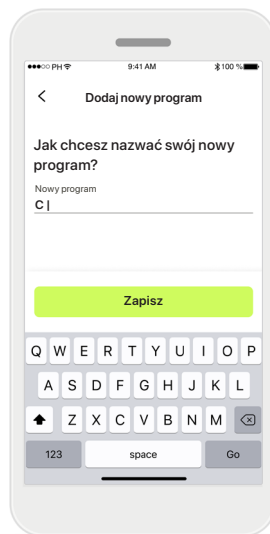 PH 9:41 AM 100 %
Dodaj nowy program
Jak chcesz nazwać swój nowy
program?
Nowy program
C |
Zapisz
Q W E R T Y U I O P
A S D F G H J K L
Z X C V B N M
123 space Go